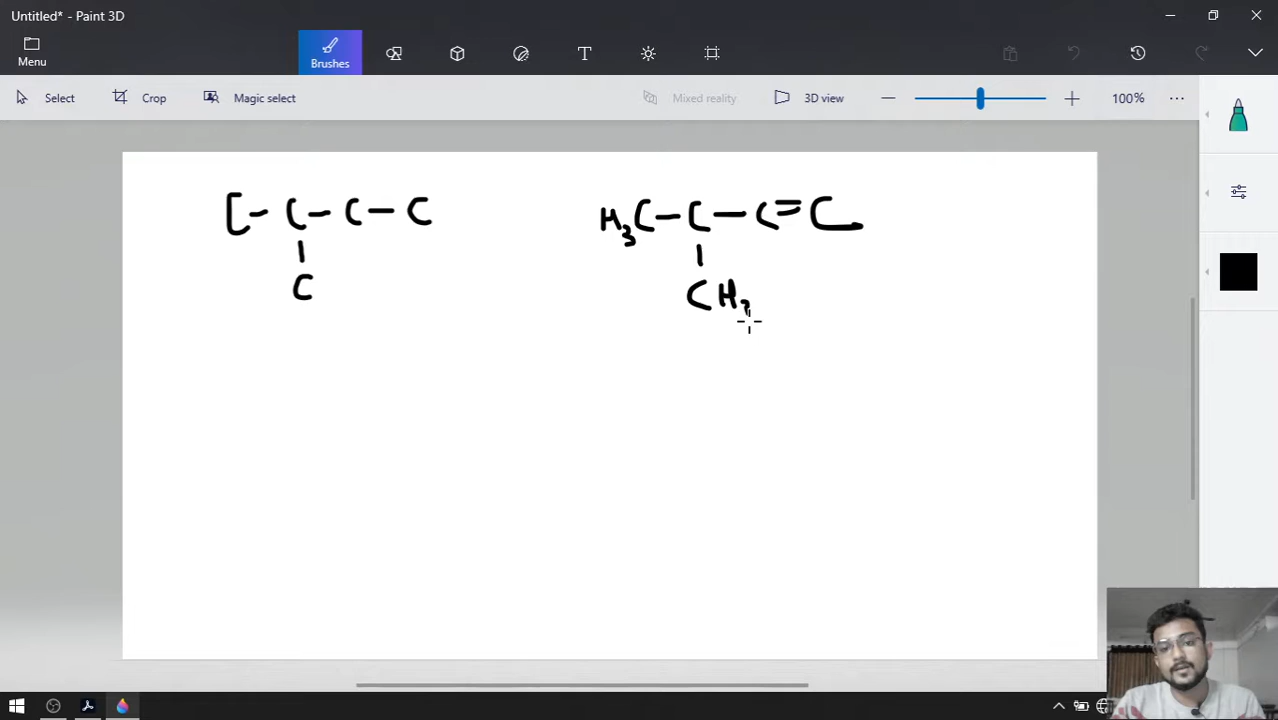 Untitled* - Paint 3D
Menu
Brushes
Select
Crop
Magic select
Mixed reality
3D view
100%
C - C - C - C
C
H3C - C - C = C
CH3